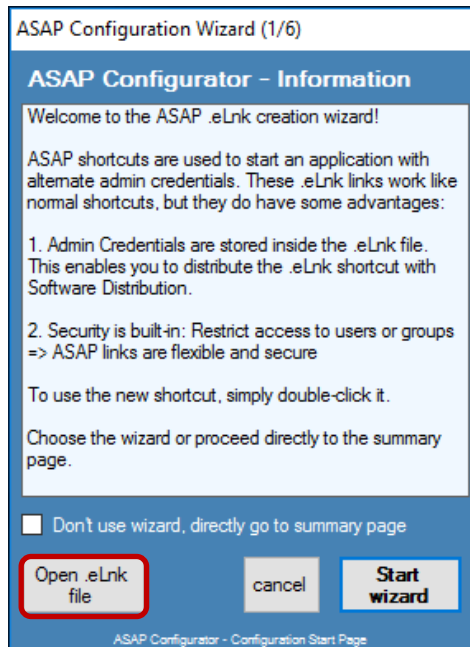 ASAP Configuration Wizard (1/6)
ASAP Configurator - Information
Welcome to the ASAP .eLnk creation wizard!
ASAP shortcuts are used to start an application with
alternate admin credentials. These .eLnk links work like
normal shortcuts, but they do have some advantages:
1. Admin Credentials are stored inside the .eLnk file.
This enables you to distribute the .eLnk shortcut with
Software Distribution.
2. Security is built-in: Restrict access to users or groups
=> ASAP links are flexible and secure
To use the new shortcut, simply double-click it.
Choose the wizard or proceed directly to the summary
page.
Don't use wizard, directly go to summary page
Open .eLnk
file
cancel
Start
wizard
ASAP Configurator - Configuration Start Page